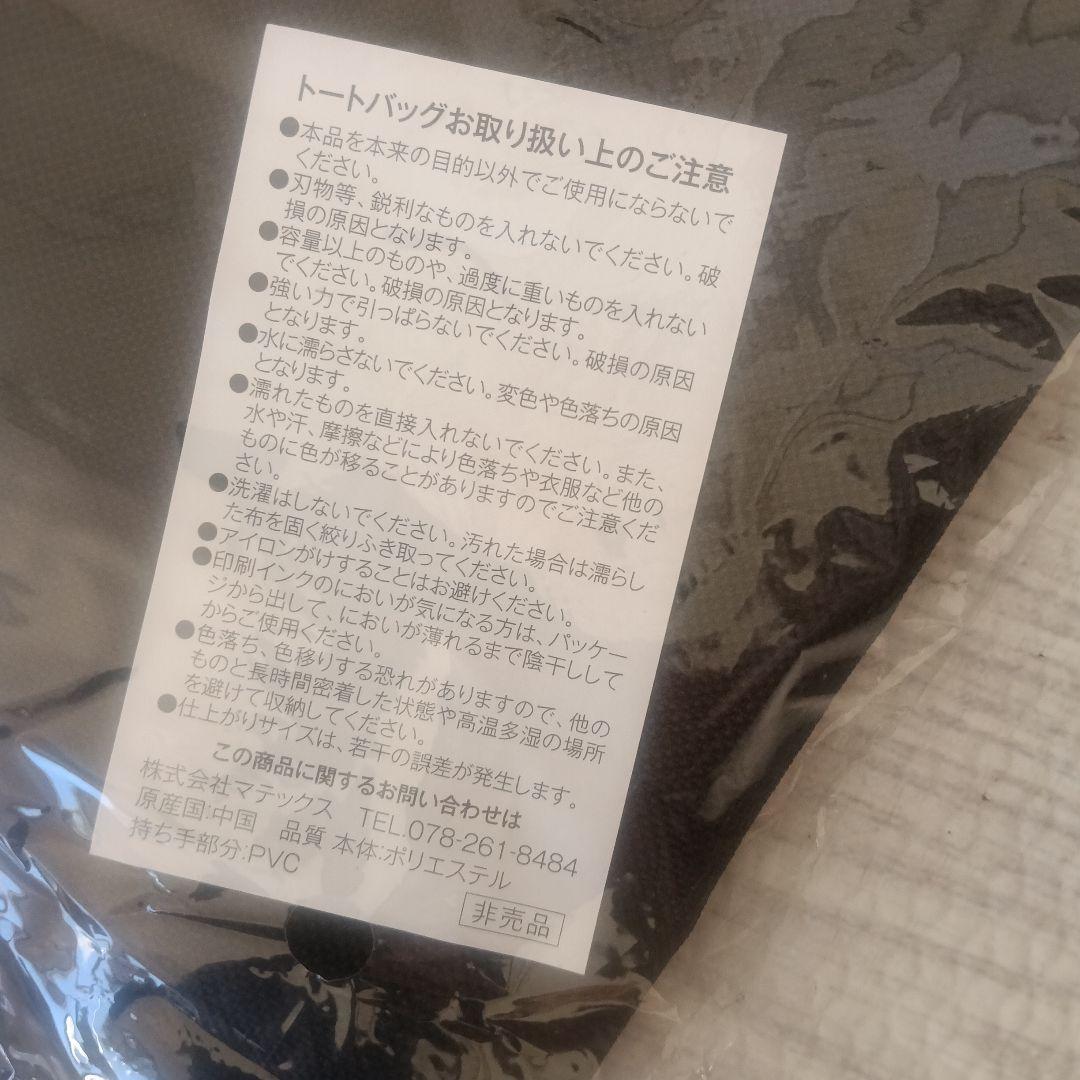 トートバッグお取り扱い上のご注意
●本品を本来の目的以外でご使用にならないで
ください。
●刃物等、鋭利なものを入れないでください。破
損の原因となります。
●容量以上のものや、過度に重いものを入れない
でください。破損の原因となります。
●強い力で引っぱらないでください。破損の原因
となります。
●水に濡らさないでください。変色や色落ちの原因
となります。
●濡れたものを直接入れないでください。また、
水や汗、摩擦などにより色落ちや衣服など他の
ものに色が移ることがありますのでご注意くだ
さい。
●洗濯はしないでください。汚れた場合は濡らし
た布を固く絞りふき取ってください。
●アイロンがけすることはお避けください。
●印刷インクのにおいが気になる方は、パッケー
ジから出して、においが薄れるまで陰干しして
からご使用ください。
●色落ち、色移りする恐れがありますので、他の
ものと長時間密着した状態や高温多湿の場所
を避けて収納してください。
●仕上がりサイズは、若干の誤差が発生します。
この商品に関するお問い合わせは
株式会社マテックス　TEL.078-261-8484
原産国:中国　品質 本体:ポリエステル
持ち手部分:PVC
非売品